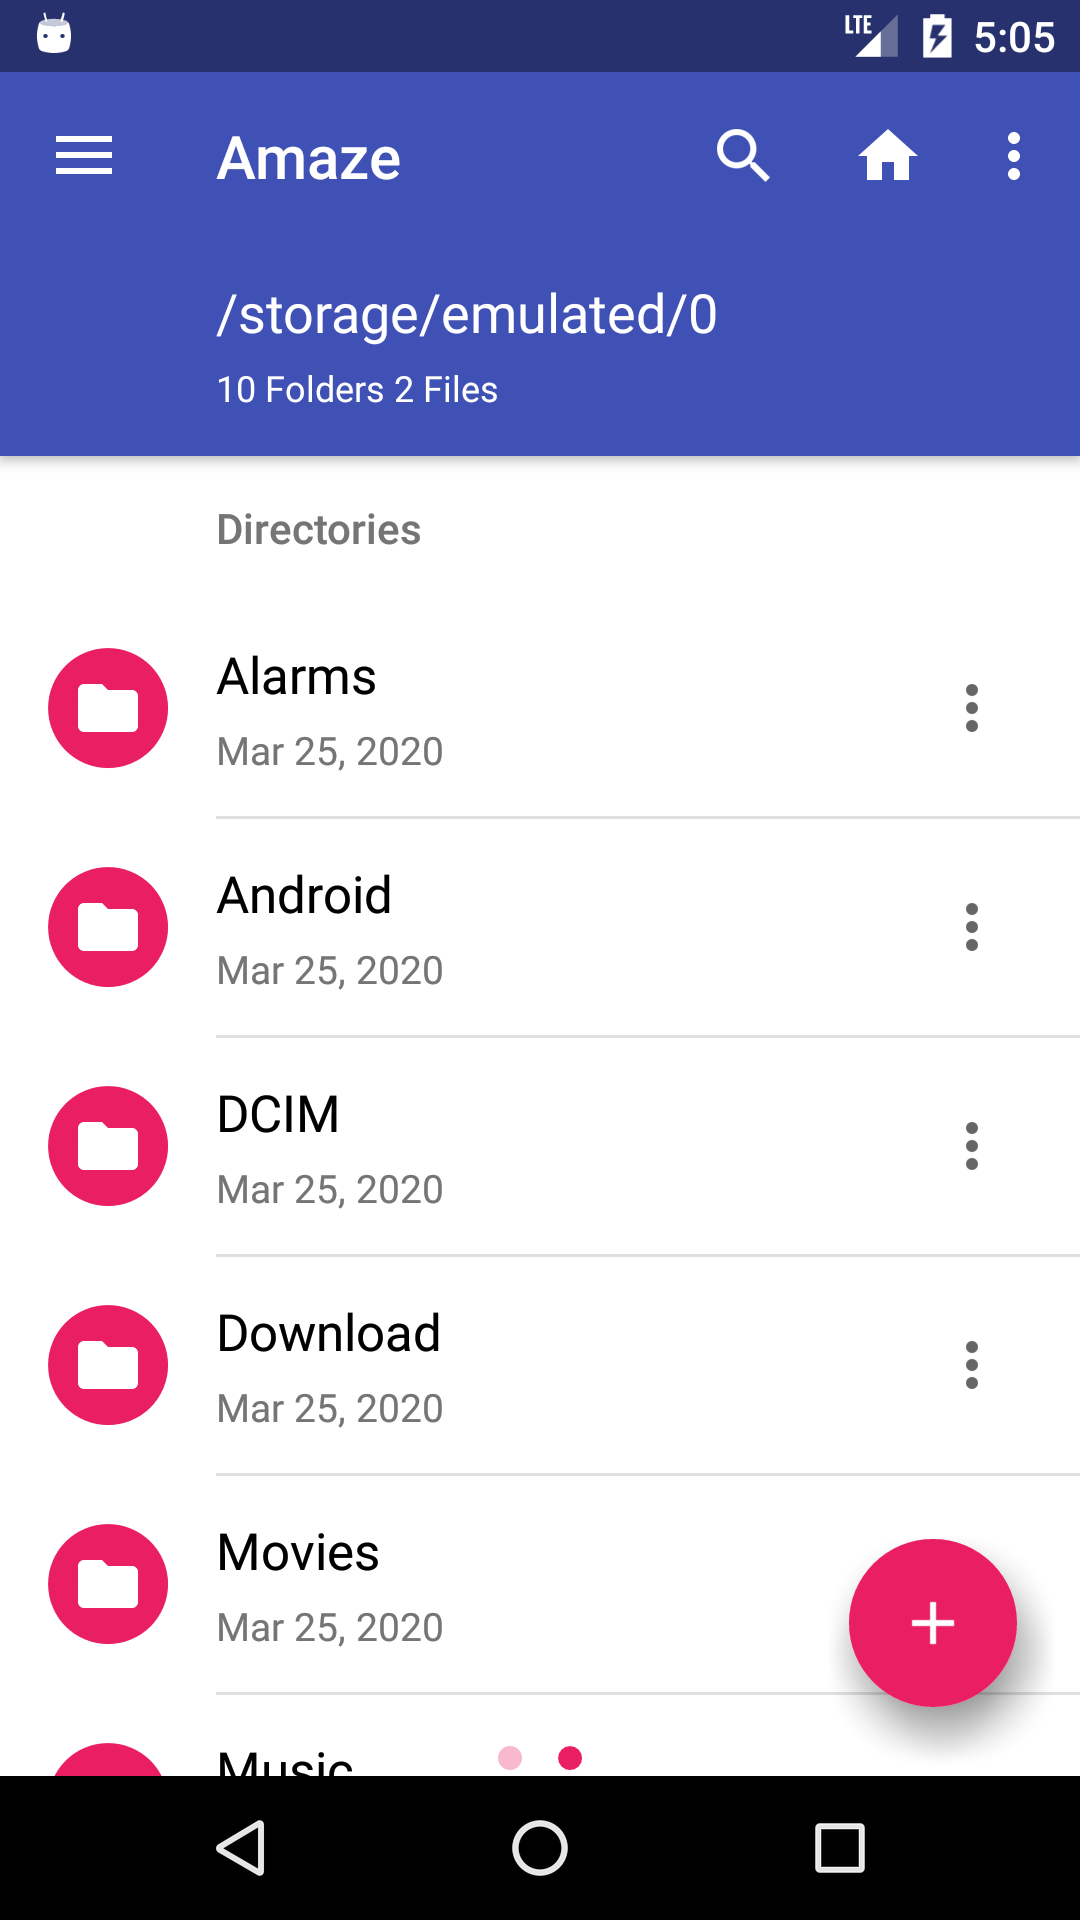 LTE 5:05
Amaze
/storage/emulated/0
10 Folders 2 Files
Directories
Alarms
Mar 25, 2020
Android
Mar 25, 2020
DCIM
Mar 25, 2020
Download
Mar 25, 2020
Movies
Mar 25, 2020
Music